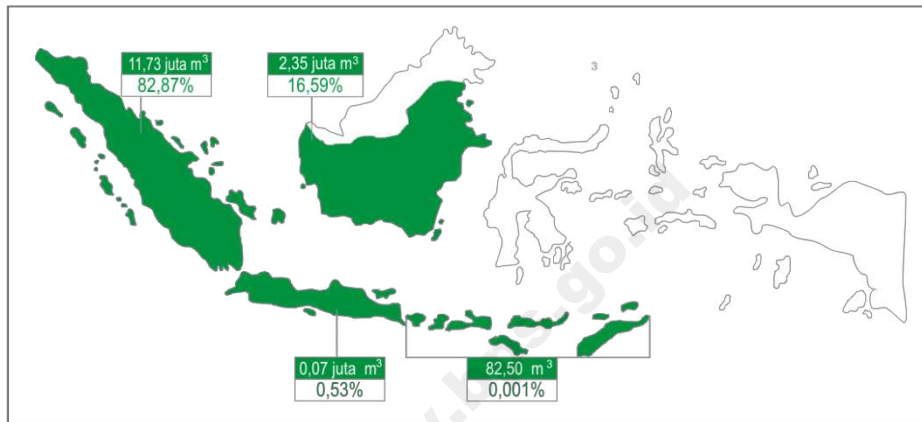 11,73 juta m³
82,87%
2,35 juta m³
16,59%
3
0,07 juta m³
0,53%
82,50 m³
0,001%
.bps.go.id